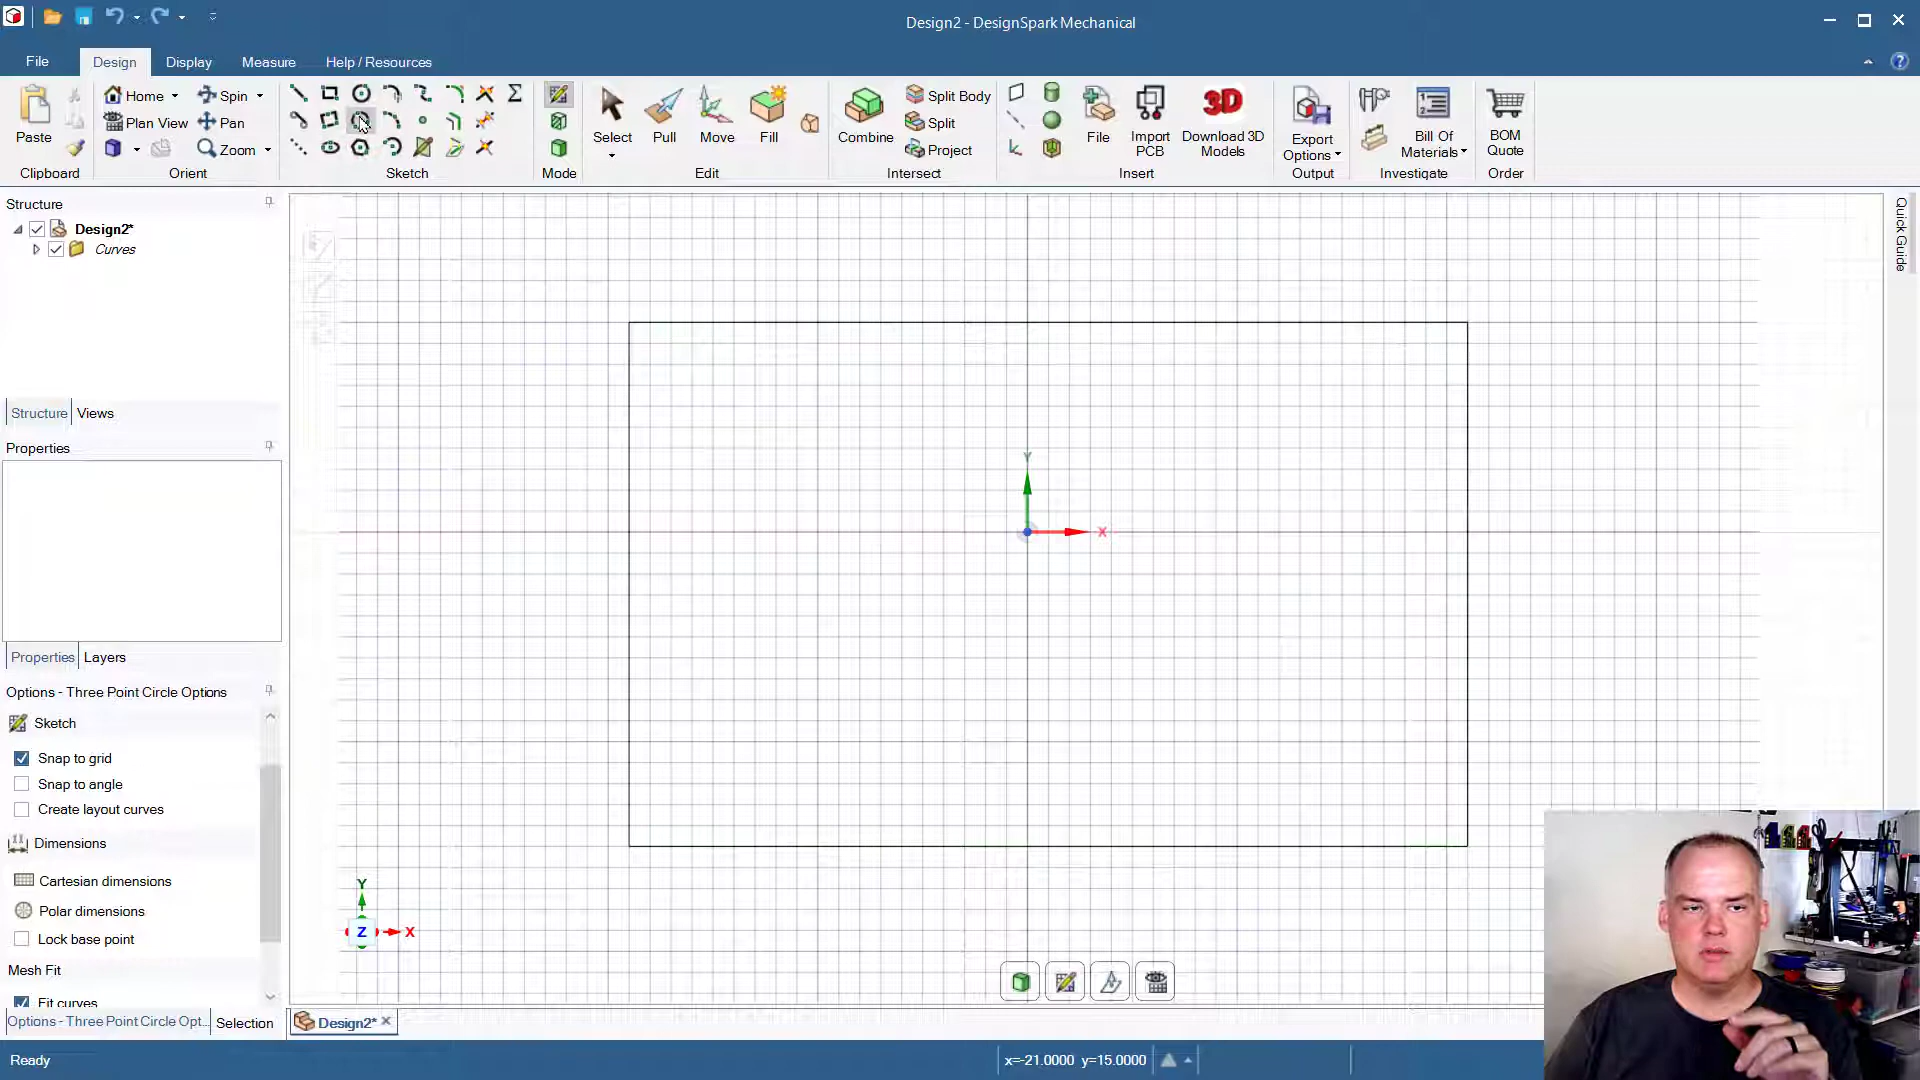 Design2 - DesignSpark Mechanical
File
Design
Display
Measure
Help / Resources
Paste
Home
Spin
Plan View
Pan
Zoom
Select
Pull
Move
Fill
Combine
Split Body
Split
Project
File
Import
PCB
Download 3D
Models
3D
Export
Options
Bill Of
Materials
BOM
Quote
Clipboard
Orient
Sketch
Mode
Edit
Intersect
Insert
Output
Investigate
Order
Structure
Design2*
Curves
Structure
Views
Properties
Properties
Layers
Options - Three Point Circle Options
Sketch
Snap to grid
Snap to angle
Create layout curves
Dimensions
Cartesian dimensions
Polar dimensions
Lock base point
Mesh Fit
Fit curves
Options - Three Point Circle Opt...
Selection
Quick Guide
Y
X
Y
Z
X
Design2*
Ready
x=-21.0000 y=15.0000